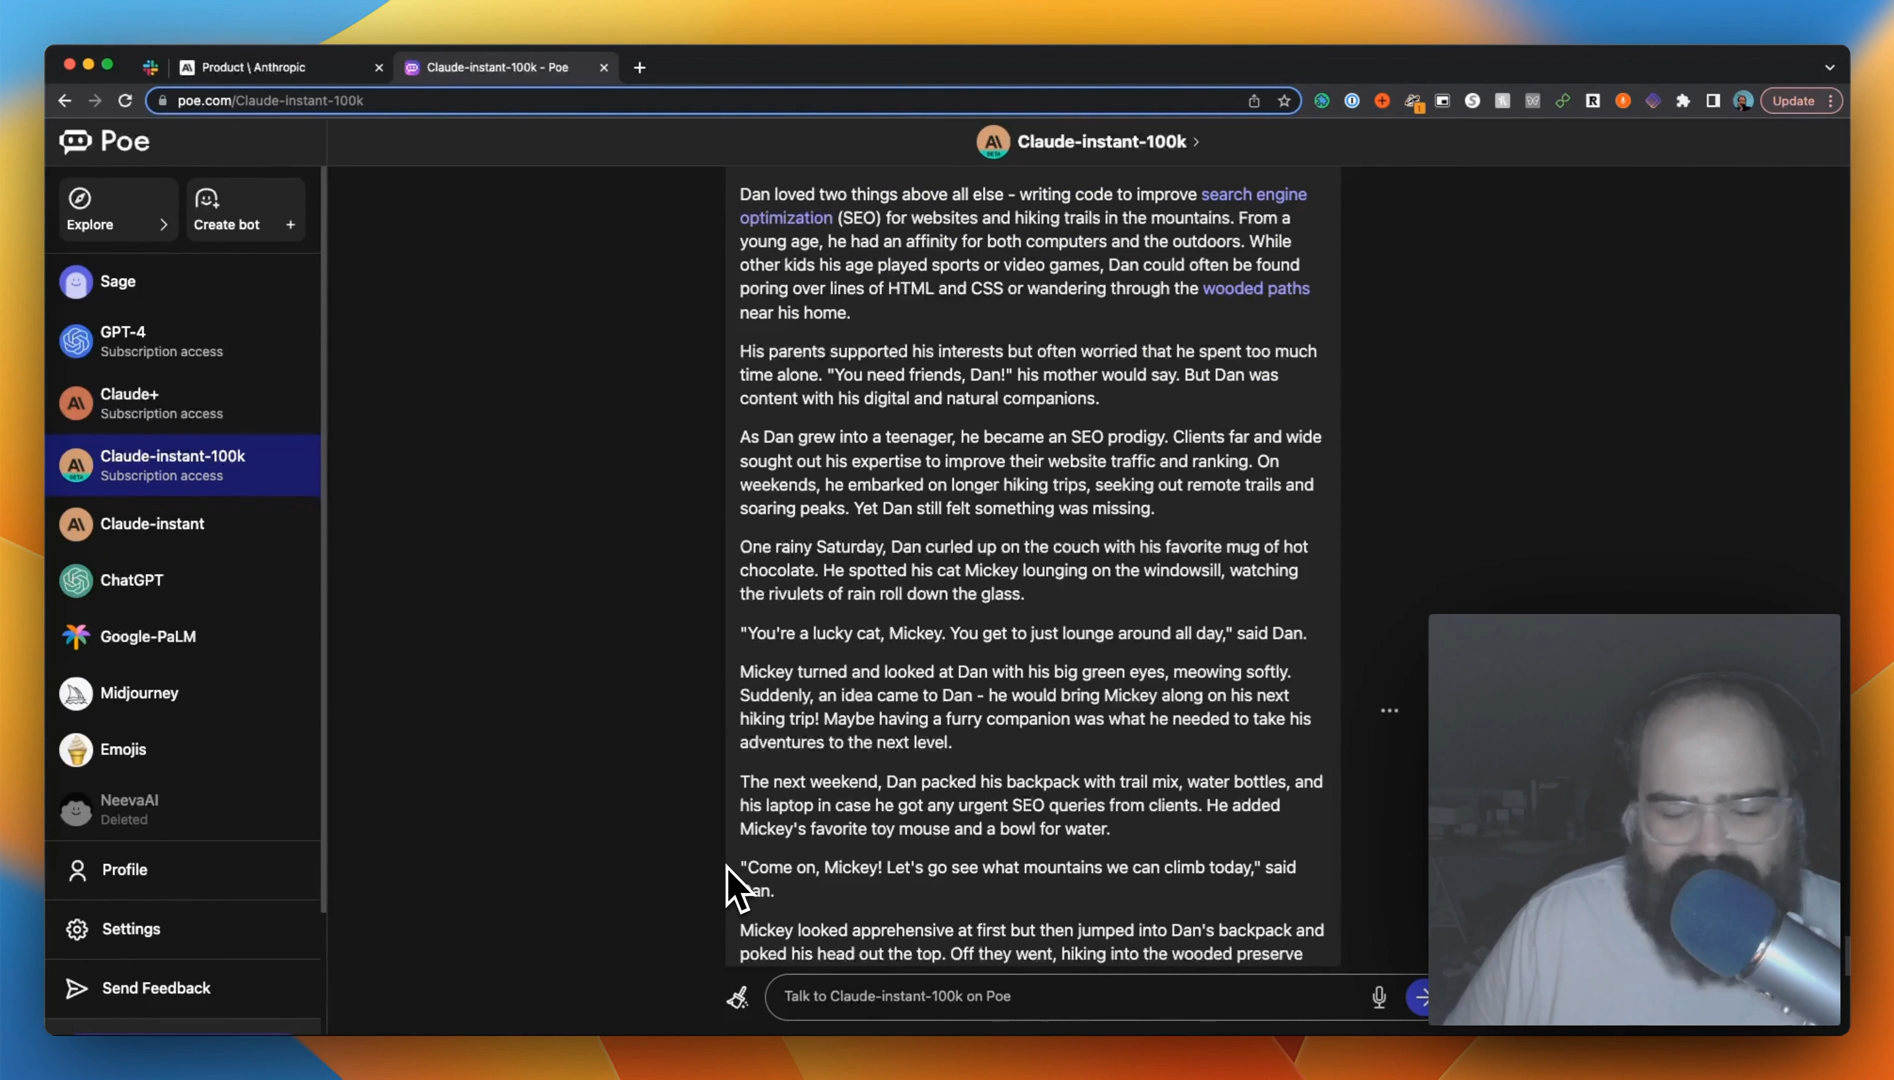 Product \ Anthropic
Claude-instant-100k - Poe
poe.com/Claude-instant-100k
1
Update
Poe
Claude-instant-100k
Explore
Create bot
Sage
GPT-4
Subscription access
Claude+
Subscription access
Claude-instant-100k
Subscription access
BETA
Claude-instant
ChatGPT
Google-PaLM
Midjourney
Emojis
NeevaAI
Deleted
Profile
Settings
Send Feedback
Dan loved two things above all else - writing code to improve search engine
optimization (SEO) for websites and hiking trails in the mountains. From a
young age, he had an affinity for both computers and the outdoors. While
other kids his age played sports or video games, Dan could often be found
poring over lines of HTML and CSS or wandering through the wooded paths
near his home.
His parents supported his interests but often worried that he spent too much
time alone. "You need friends, Dan!" his mother would say. But Dan was
content with his digital and natural companions.
As Dan grew into a teenager, he became an SEO prodigy. Clients far and wide
sought out his expertise to improve their website traffic and ranking. On
weekends, he embarked on longer hiking trips, seeking out remote trails and
soaring peaks. Yet Dan still felt something was missing.
One rainy Saturday, Dan curled up on the couch with his favorite mug of hot
chocolate. He spotted his cat Mickey lounging on the windowsill, watching
the rivulets of rain roll down the glass.
"You're a lucky cat, Mickey. You get to just lounge around all day," said Dan.
Mickey turned and looked at Dan with his big green eyes, meowing softly.
Suddenly, an idea came to Dan - he would bring Mickey along on his next
hiking trip! Maybe having a furry companion was what he needed to take his
adventures to the next level.
The next weekend, Dan packed his backpack with trail mix, water bottles, and
his laptop in case he got any urgent SEO queries from clients. He added
Mickey's favorite toy mouse and a bowl for water.
"Come on, Mickey! Let's go see what mountains we can climb today," said
Dan.
Mickey looked apprehensive at first but then jumped into Dan's backpack and
poked his head out the top. Off they went, hiking into the wooded preserve
Talk to Claude-instant-100k on Poe